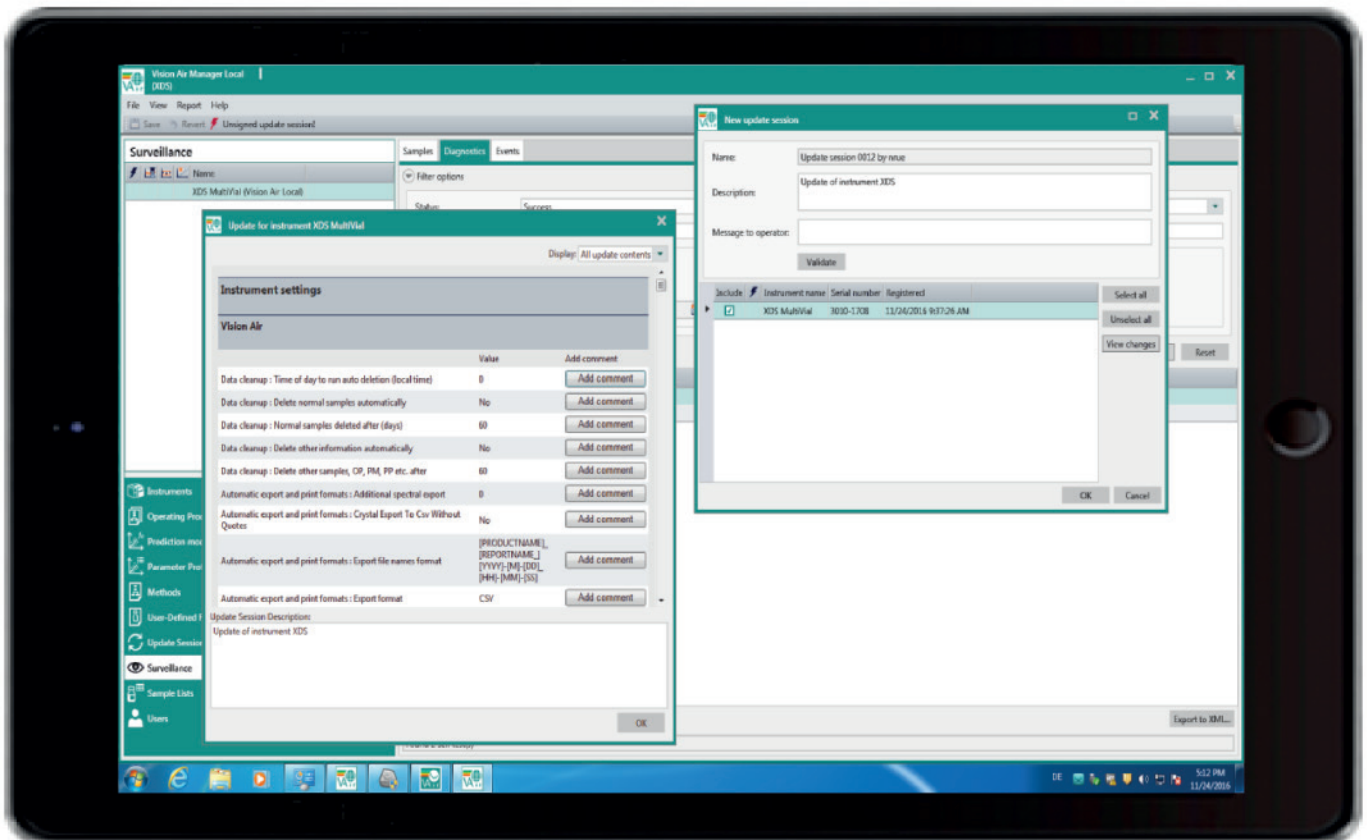 Vision Air Manager Local
(XDS)
File View Report Help
Save Revert Unsigned update session!
Surveillance
Name
XDS MultiVial (Vision Air Local)
Samples Diagnostics Events
Filter options
Status: Success
Reset
Export to XML...
Instruments
Operating Pro
Prediction mo
Parameter Pro
Methods
User-Defined
Update Session
Surveillance
Sample Lists
Users
Update for instrument XDS MultiVial
Display: All update contents
Instrument settings
Vision Air
Value Add comment
Data cleanup : Time of day to run auto deletion (local time) 0 Add comment
Data cleanup : Delete normal samples automatically No Add comment
Data cleanup : Normal samples deleted after (days) 60 Add comment
Data cleanup : Delete other information automatically No Add comment
Data cleanup : Delete other samples, OP, PM, PP etc. after 60 Add comment
Automatic export and print formats : Additional spectral export 0 Add comment
Automatic export and print formats : Crystal Export To Csv Without
Quotes No Add comment
Automatic export and print formats : Export file names format
[PRODUCTNAME]_
[REPORTNAME_]
[YYYY]-[M]-[DD]_
[HH]-[MM]-[SS]
Add comment
Automatic export and print formats : Export format CSV Add comment
Update Session Description:
Update of instrument XDS
OK
New update session
Name: Update session 0012 by nrue
Description: Update of instrument XDS
Message to operator:
Validate
Include Instrument name Serial number Registered
XDS MultiVial 3010-1708 11/24/2016 9:37:26 AM
Select all
Unselect all
View changes
OK Cancel
DE
5:12 PM
11/24/2016